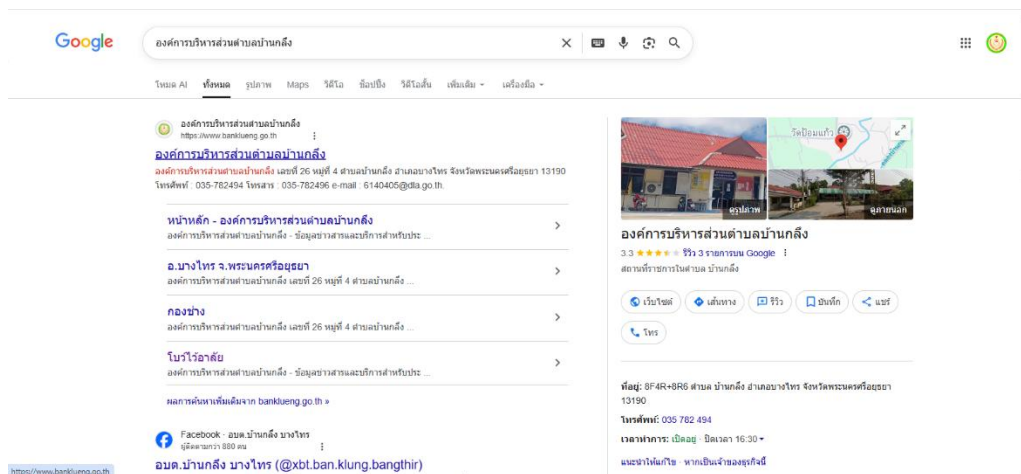 Google
องค์การบริหารส่วนตำบลบ้านกลึง
โหมด AI ทั้งหมด รูปภาพ Maps วิดีโอ ช็อปปิ้ง วิดีโอสั้น เพิ่มเติม เครื่องมือ
องค์การบริหารส่วนตำบลบ้านกลึง
https://www.banklueng.go.th
องค์การบริหารส่วนตำบลบ้านกลึง
องค์การบริหารส่วนตำบลบ้านกลึง เลขที่ 26 หมู่ที่ 4 ตำบลบ้านกลึง อำเภอบางไทร จังหวัดพระนครศรีอยุธยา 13190
โทรศัพท์ : 035-782494 โทรสาร : 035-782496 e-mail : 6140405@dla.go.th.
หน้าหลัก - องค์การบริหารส่วนตำบลบ้านกลึง
องค์การบริหารส่วนตำบลบ้านกลึง - ข้อมูลข่าวสารและบริการสำหรับประ ...
อ.บางไทร จ.พระนครศรีอยุธยา
องค์การบริหารส่วนตำบลบ้านกลึง เลขที่ 26 หมู่ที่ 4 ตำบลบ้านกลึง ...
กองช่าง
องค์การบริหารส่วนตำบลบ้านกลึง เลขที่ 26 หมู่ที่ 4 ตำบลบ้านกลึง ...
โบว์ไว้อาลัย
องค์การบริหารส่วนตำบลบ้านกลึง - ข้อมูลข่าวสารและบริการสำหรับประ ...
ผลการค้นหาเพิ่มเติมจาก banklueng.go.th »
Facebook · อบต.บ้านกลึง บางไทร
ผู้ติดตามกว่า 880 คน
อบต.บ้านกลึง บางไทร (@xbt.ban.klung.bangthir)
https://www.banklueng.go.th
วัดป้อมแก้ว
ดูรูปภาพ
ดูภายนอก
องค์การบริหารส่วนตำบลบ้านกลึง
3.3 รีวิว 3 รายการบน Google
สถานที่ราชการในตำบล บ้านกลึง
เว็บไซต์ เส้นทาง รีวิว บันทึก แชร์
โทร
ที่อยู่: 8F4R+8R6 ตำบล บ้านกลึง อำเภอบางไทร จังหวัดพระนครศรีอยุธยา
13190
โทรศัพท์: 035 782 494
เวลาทำการ: เปิดอยู่ · ปิดเวลา 16:30
แนะนำให้แก้ไข · หากเป็นเจ้าของธุรกิจนี้